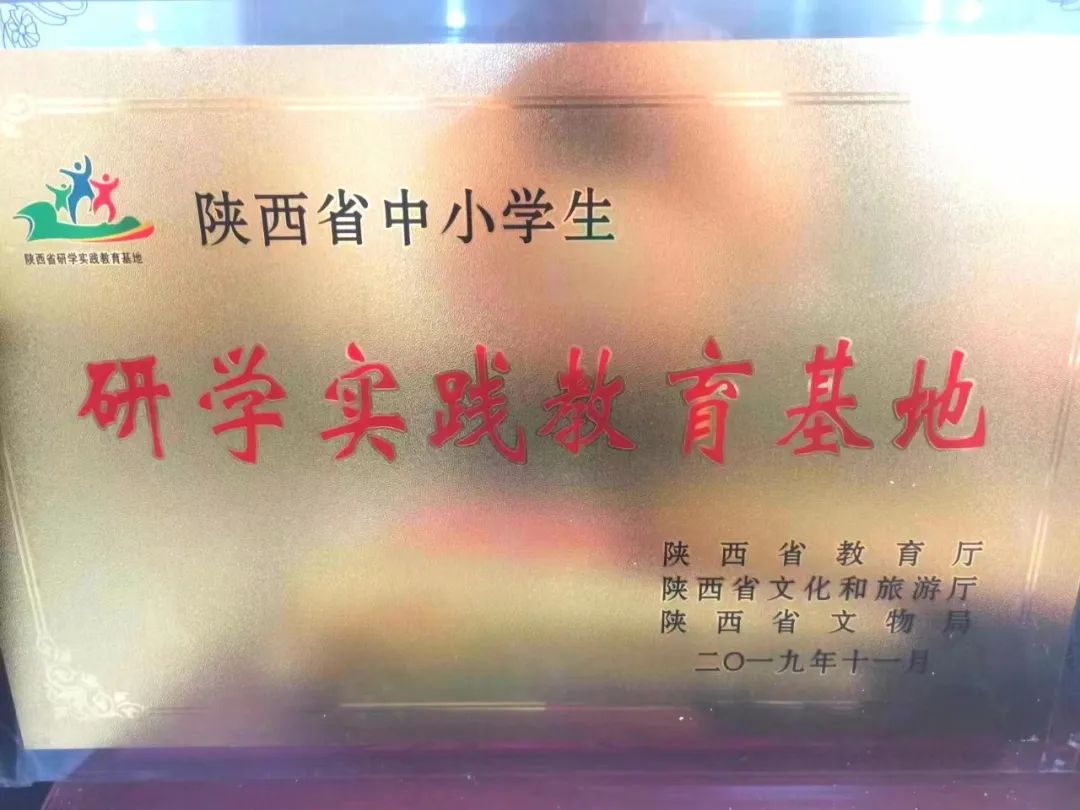 陕西省中小学生
陕西省研学实践教育基地
研学实践教育基地
陕西省教育厅
陕西省文化和旅游厅
陕西省文物局
二〇一九年十一月